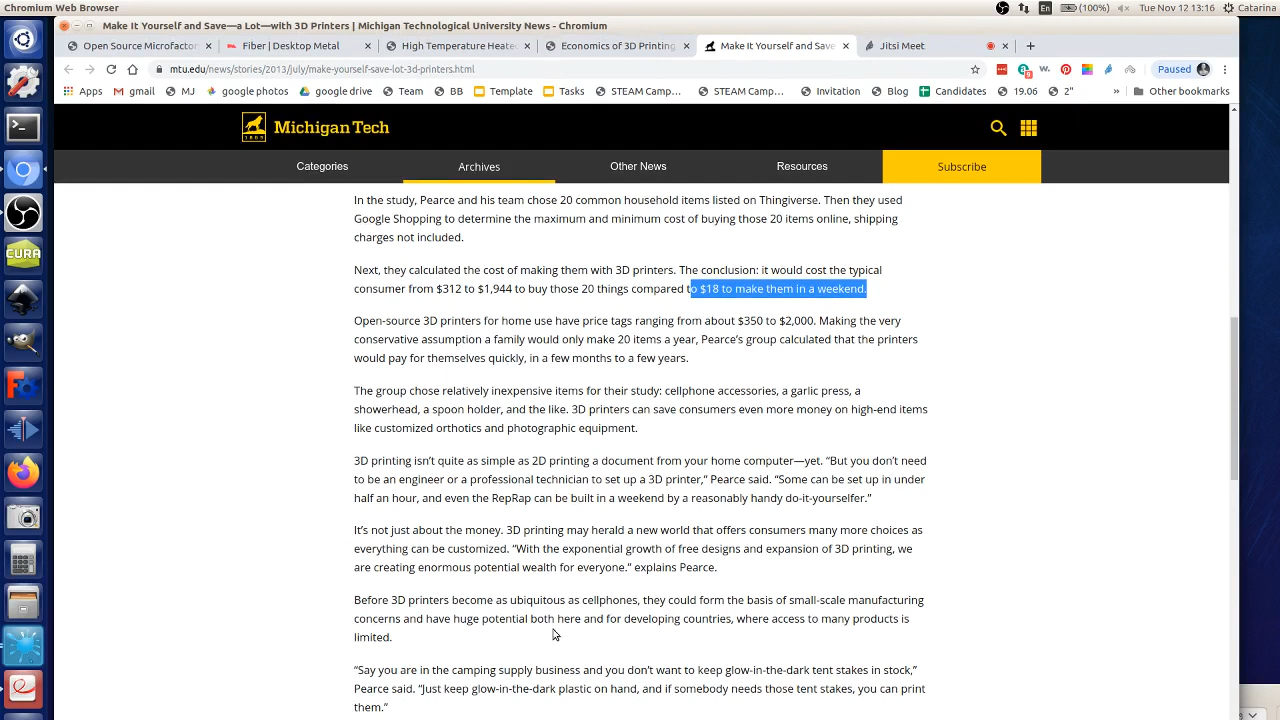 Chromium Web Browser
En
(100%)
Tue Nov 12 13:16
Catarina
Make It Yourself and Save—a Lot—with 3D Printers | Michigan Technological University News - Chromium
Open Source Microfactor
Fiber | Desktop Metal
High Temperature Heate
Economics of 3D Printing
Make It Yourself and Save
Jitsi Meet
mtu.edu/news/stories/2013/july/make-yourself-save-lot-3d-printers.html
Paused
Apps
gmail
MJ
google photos
google drive
Team
BB
Template
Tasks
STEAM Camp...
STEAM Camp...
Invitation
Blog
Candidates
19.06
2"
»
Other bookmarks
1885
Michigan Tech
Categories
Archives
Other News
Resources
Subscribe
In the study, Pearce and his team chose 20 common household items listed on Thingiverse. Then they used
Google Shopping to determine the maximum and minimum cost of buying those 20 items online, shipping
charges not included.
Next, they calculated the cost of making them with 3D printers. The conclusion: it would cost the typical
consumer from $312 to $1,944 to buy those 20 things compared to $18 to make them in a weekend.
Open-source 3D printers for home use have price tags ranging from about $350 to $2,000. Making the very
conservative assumption a family would only make 20 items a year, Pearce’s group calculated that the printers
would pay for themselves quickly, in a few months to a few years.
The group chose relatively inexpensive items for their study: cellphone accessories, a garlic press, a
showerhead, a spoon holder, and the like. 3D printers can save consumers even more money on high-end items
like customized orthotics and photographic equipment.
3D printing isn’t quite as simple as 2D printing a document from your home computer—yet. “But you don’t need
to be an engineer or a professional technician to set up a 3D printer,” Pearce said. “Some can be set up in under
half an hour, and even the RepRap can be built in a weekend by a reasonably handy do-it-yourselfer.”
It’s not just about the money. 3D printing may herald a new world that offers consumers many more choices as
everything can be customized. “With the exponential growth of free designs and expansion of 3D printing, we
are creating enormous potential wealth for everyone.” explains Pearce.
Before 3D printers become as ubiquitous as cellphones, they could form the basis of small-scale manufacturing
concerns and have huge potential both here and for developing countries, where access to many products is
limited.
“Say you are in the camping supply business and you don’t want to keep glow-in-the-dark tent stakes in stock,”
Pearce said. “Just keep glow-in-the-dark plastic on hand, and if somebody needs those tent stakes, you can print
them.”
CURA